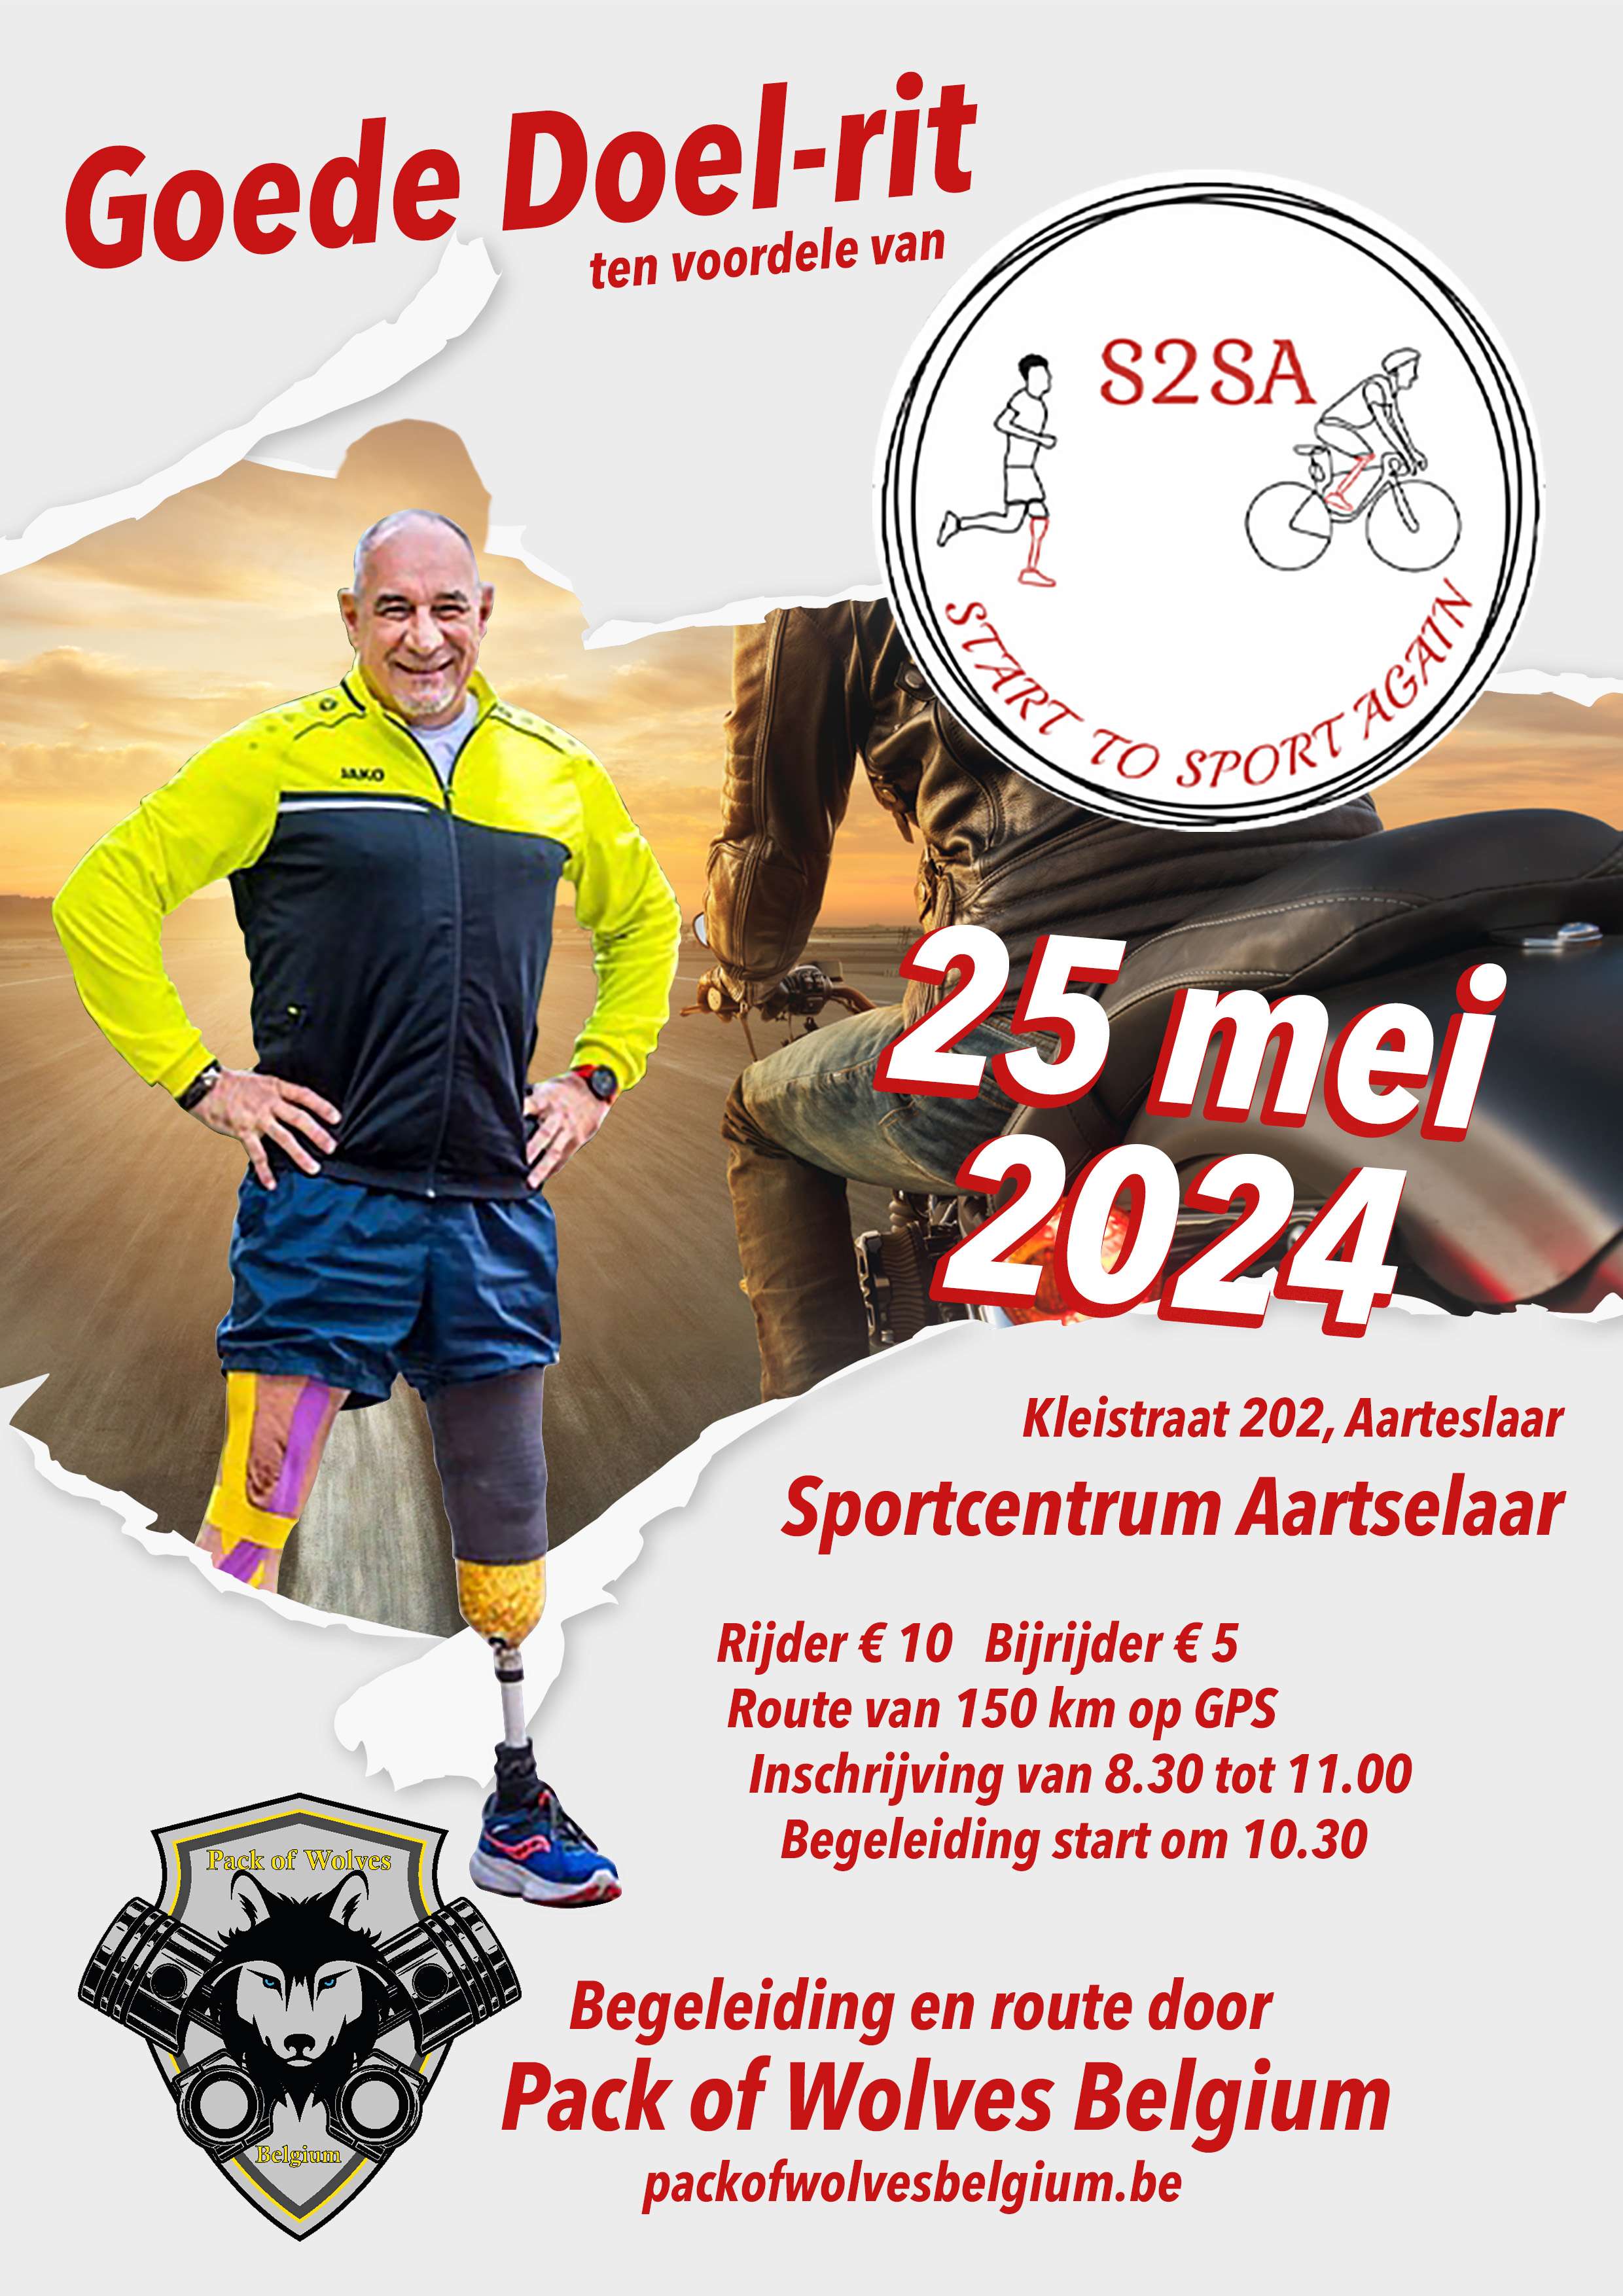 Goede Doel-rit
ten voordele van
S2SA
START TO SPORT AGAIN
JAKO
25 mei
2024
Kleistraat 202, Aarteslaar
Sportcentrum Aartselaar
Rijder € 10 Bijrijder € 5
Route van 150 km op GPS
Inschrijving van 8.30 tot 11.00
Begeleiding start om 10.30
Pack of Wolves
Belgium
Begeleiding en route door
Pack of Wolves Belgium
packofwolvesbelgium.be